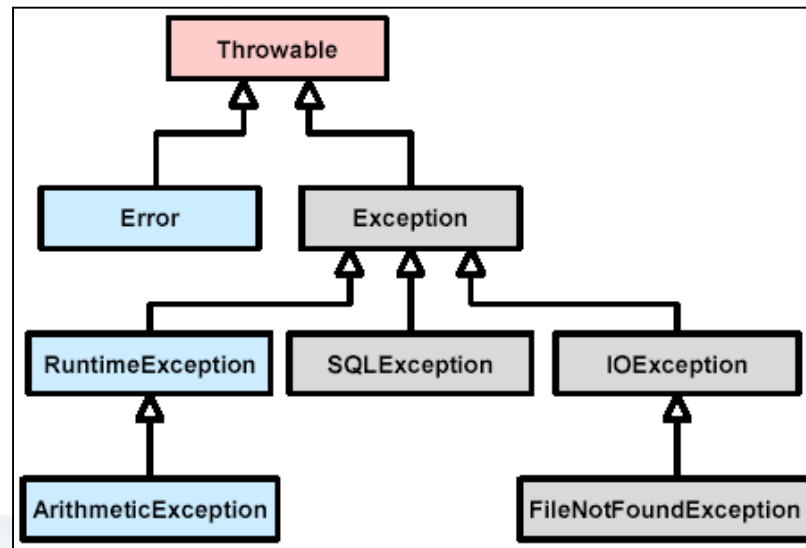 Throwable
Error
Exception
RuntimeException
SQLException
IOException
ArithmeticException
FileNotFoundException